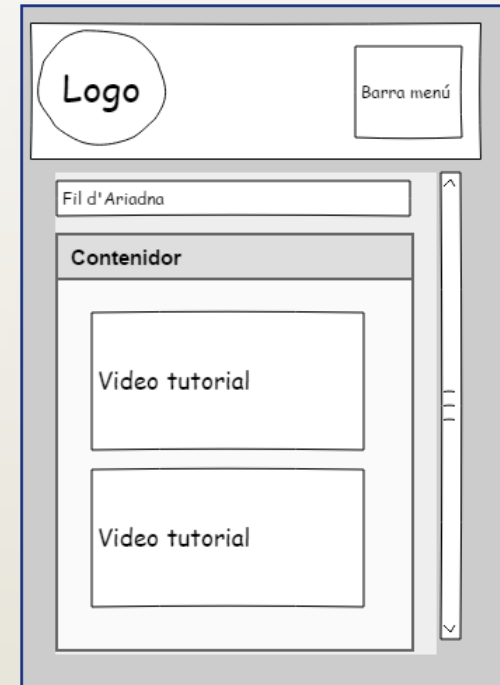 Logo
Barra menú
Fil d'Ariadna
Contenidor
Video tutorial
Video tutorial